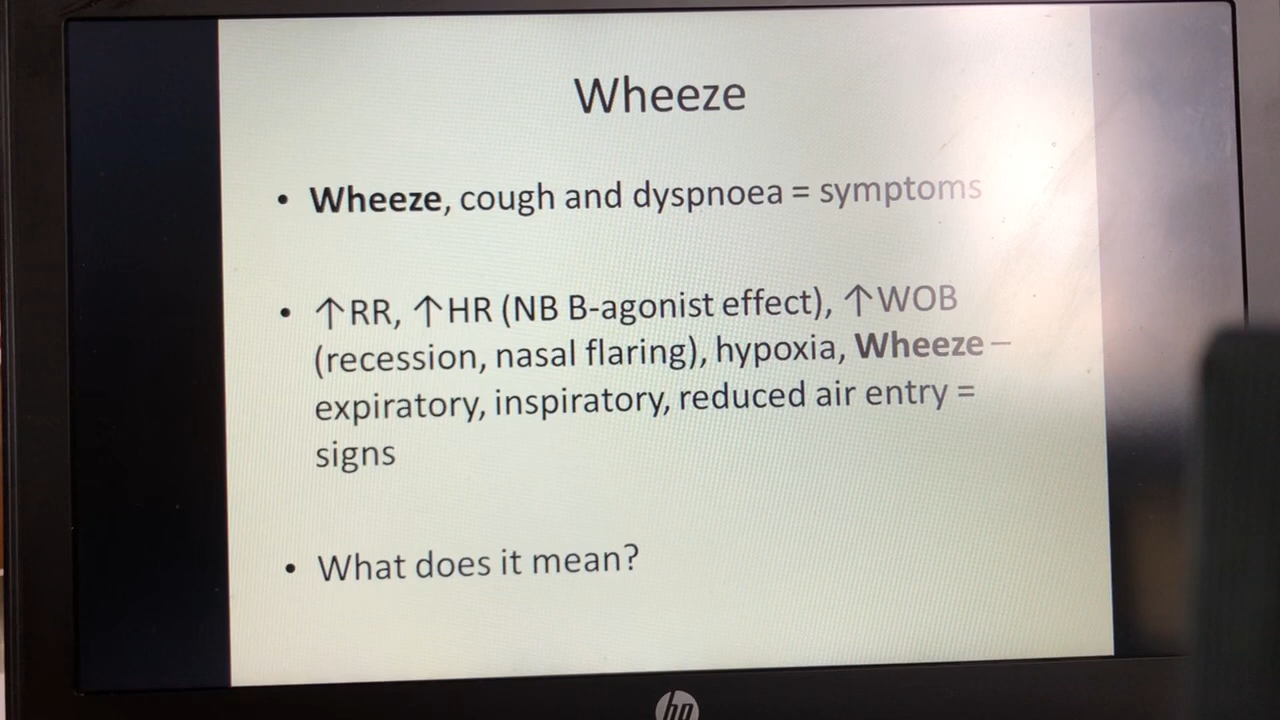 Wheeze
• Wheeze, cough and dyspnoea = symptoms
• ↑RR, ↑HR (NB B-agonist effect), ↑WOB
(recession, nasal flaring), hypoxia, Wheeze –
expiratory, inspiratory, reduced air entry =
signs
• What does it mean?
hp